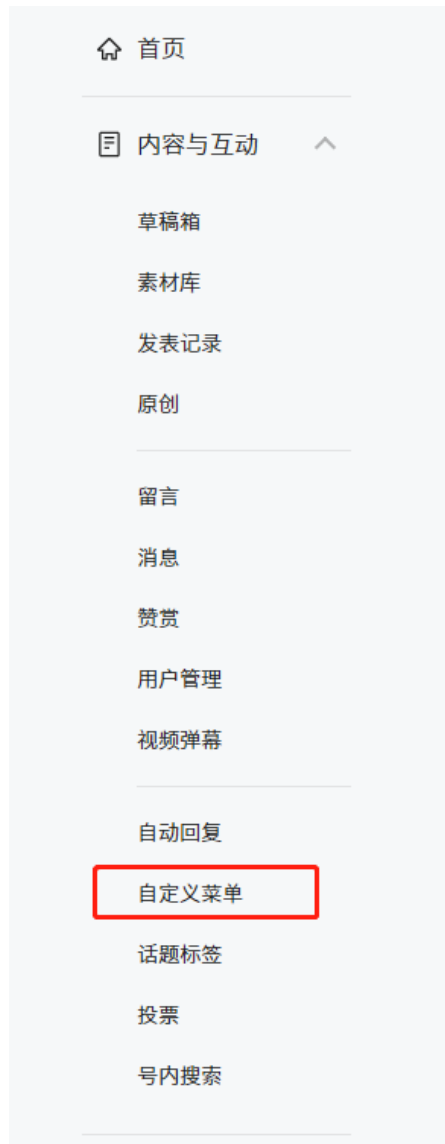 首页
内容与互动
草稿箱
素材库
发表记录
原创
留言
消息
赞赏
用户管理
视频弹幕
自动回复
自定义菜单
话题标签
投票
号内搜索